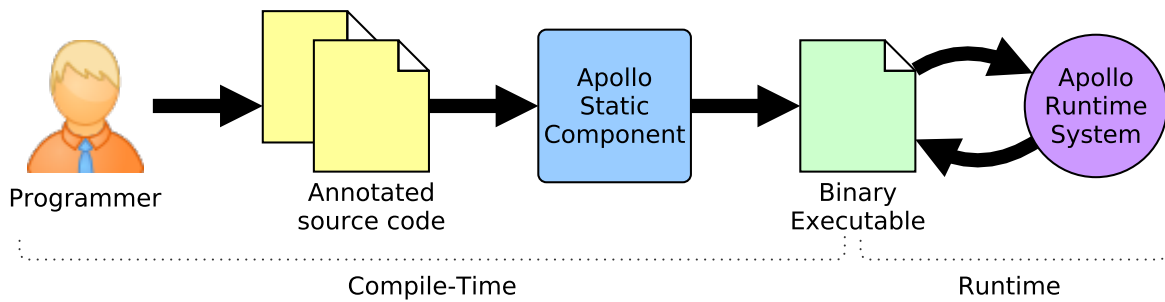 Programmer
Annotated
source code
Apollo
Static
Component
Binary
Executable
Apollo
Runtime
System
Compile-Time
Runtime